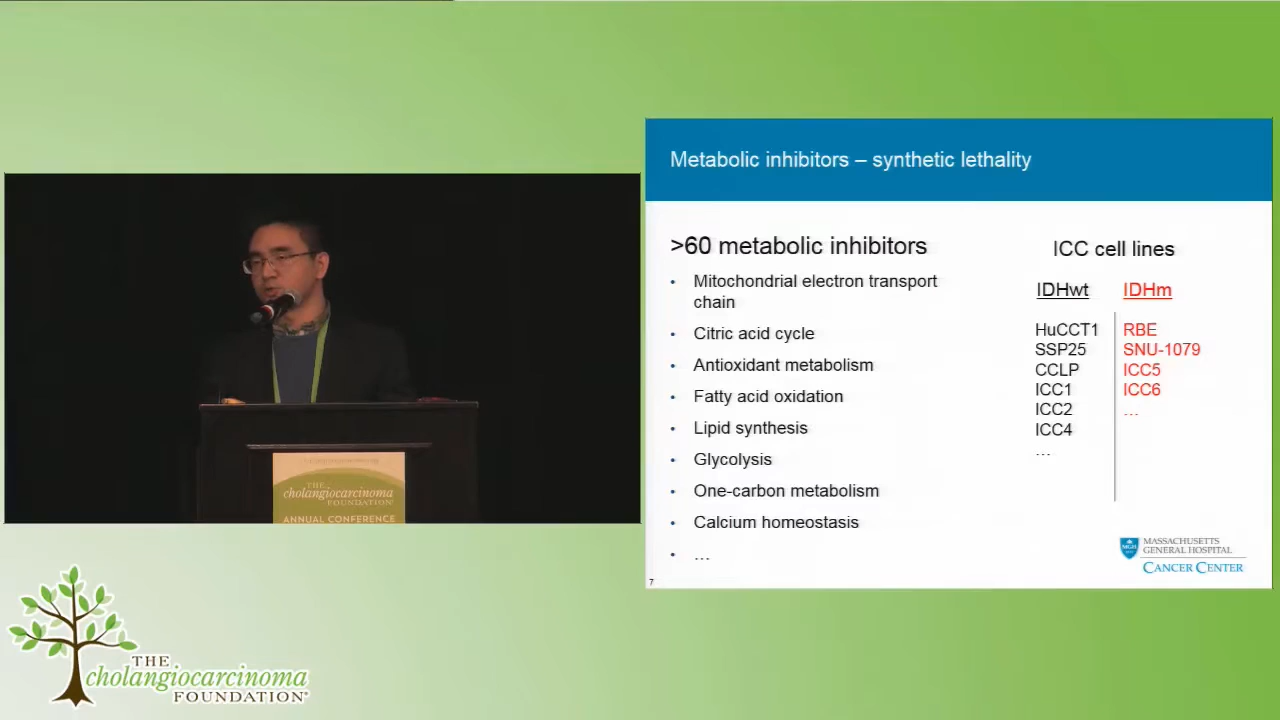 Metabolic inhibitors – synthetic lethality
>60 metabolic inhibitors
• Mitochondrial electron transport
chain
• Citric acid cycle
• Antioxidant metabolism
• Fatty acid oxidation
• Lipid synthesis
• Glycolysis
• One-carbon metabolism
• Calcium homeostasis
• ...
ICC cell lines
IDHwt
HuCCT1
SSP25
CCLP
ICC1
ICC2
ICC4
...
IDHm
RBE
SNU-1079
ICC5
ICC6
...
MGH
MASSACHUSETTS
GENERAL HOSPITAL
CANCER CENTER
7
THE
cholangiocarcinoma
FOUNDATION
ANNUAL CONFERENCE
THE
cholangiocarcinoma
FOUNDATION®